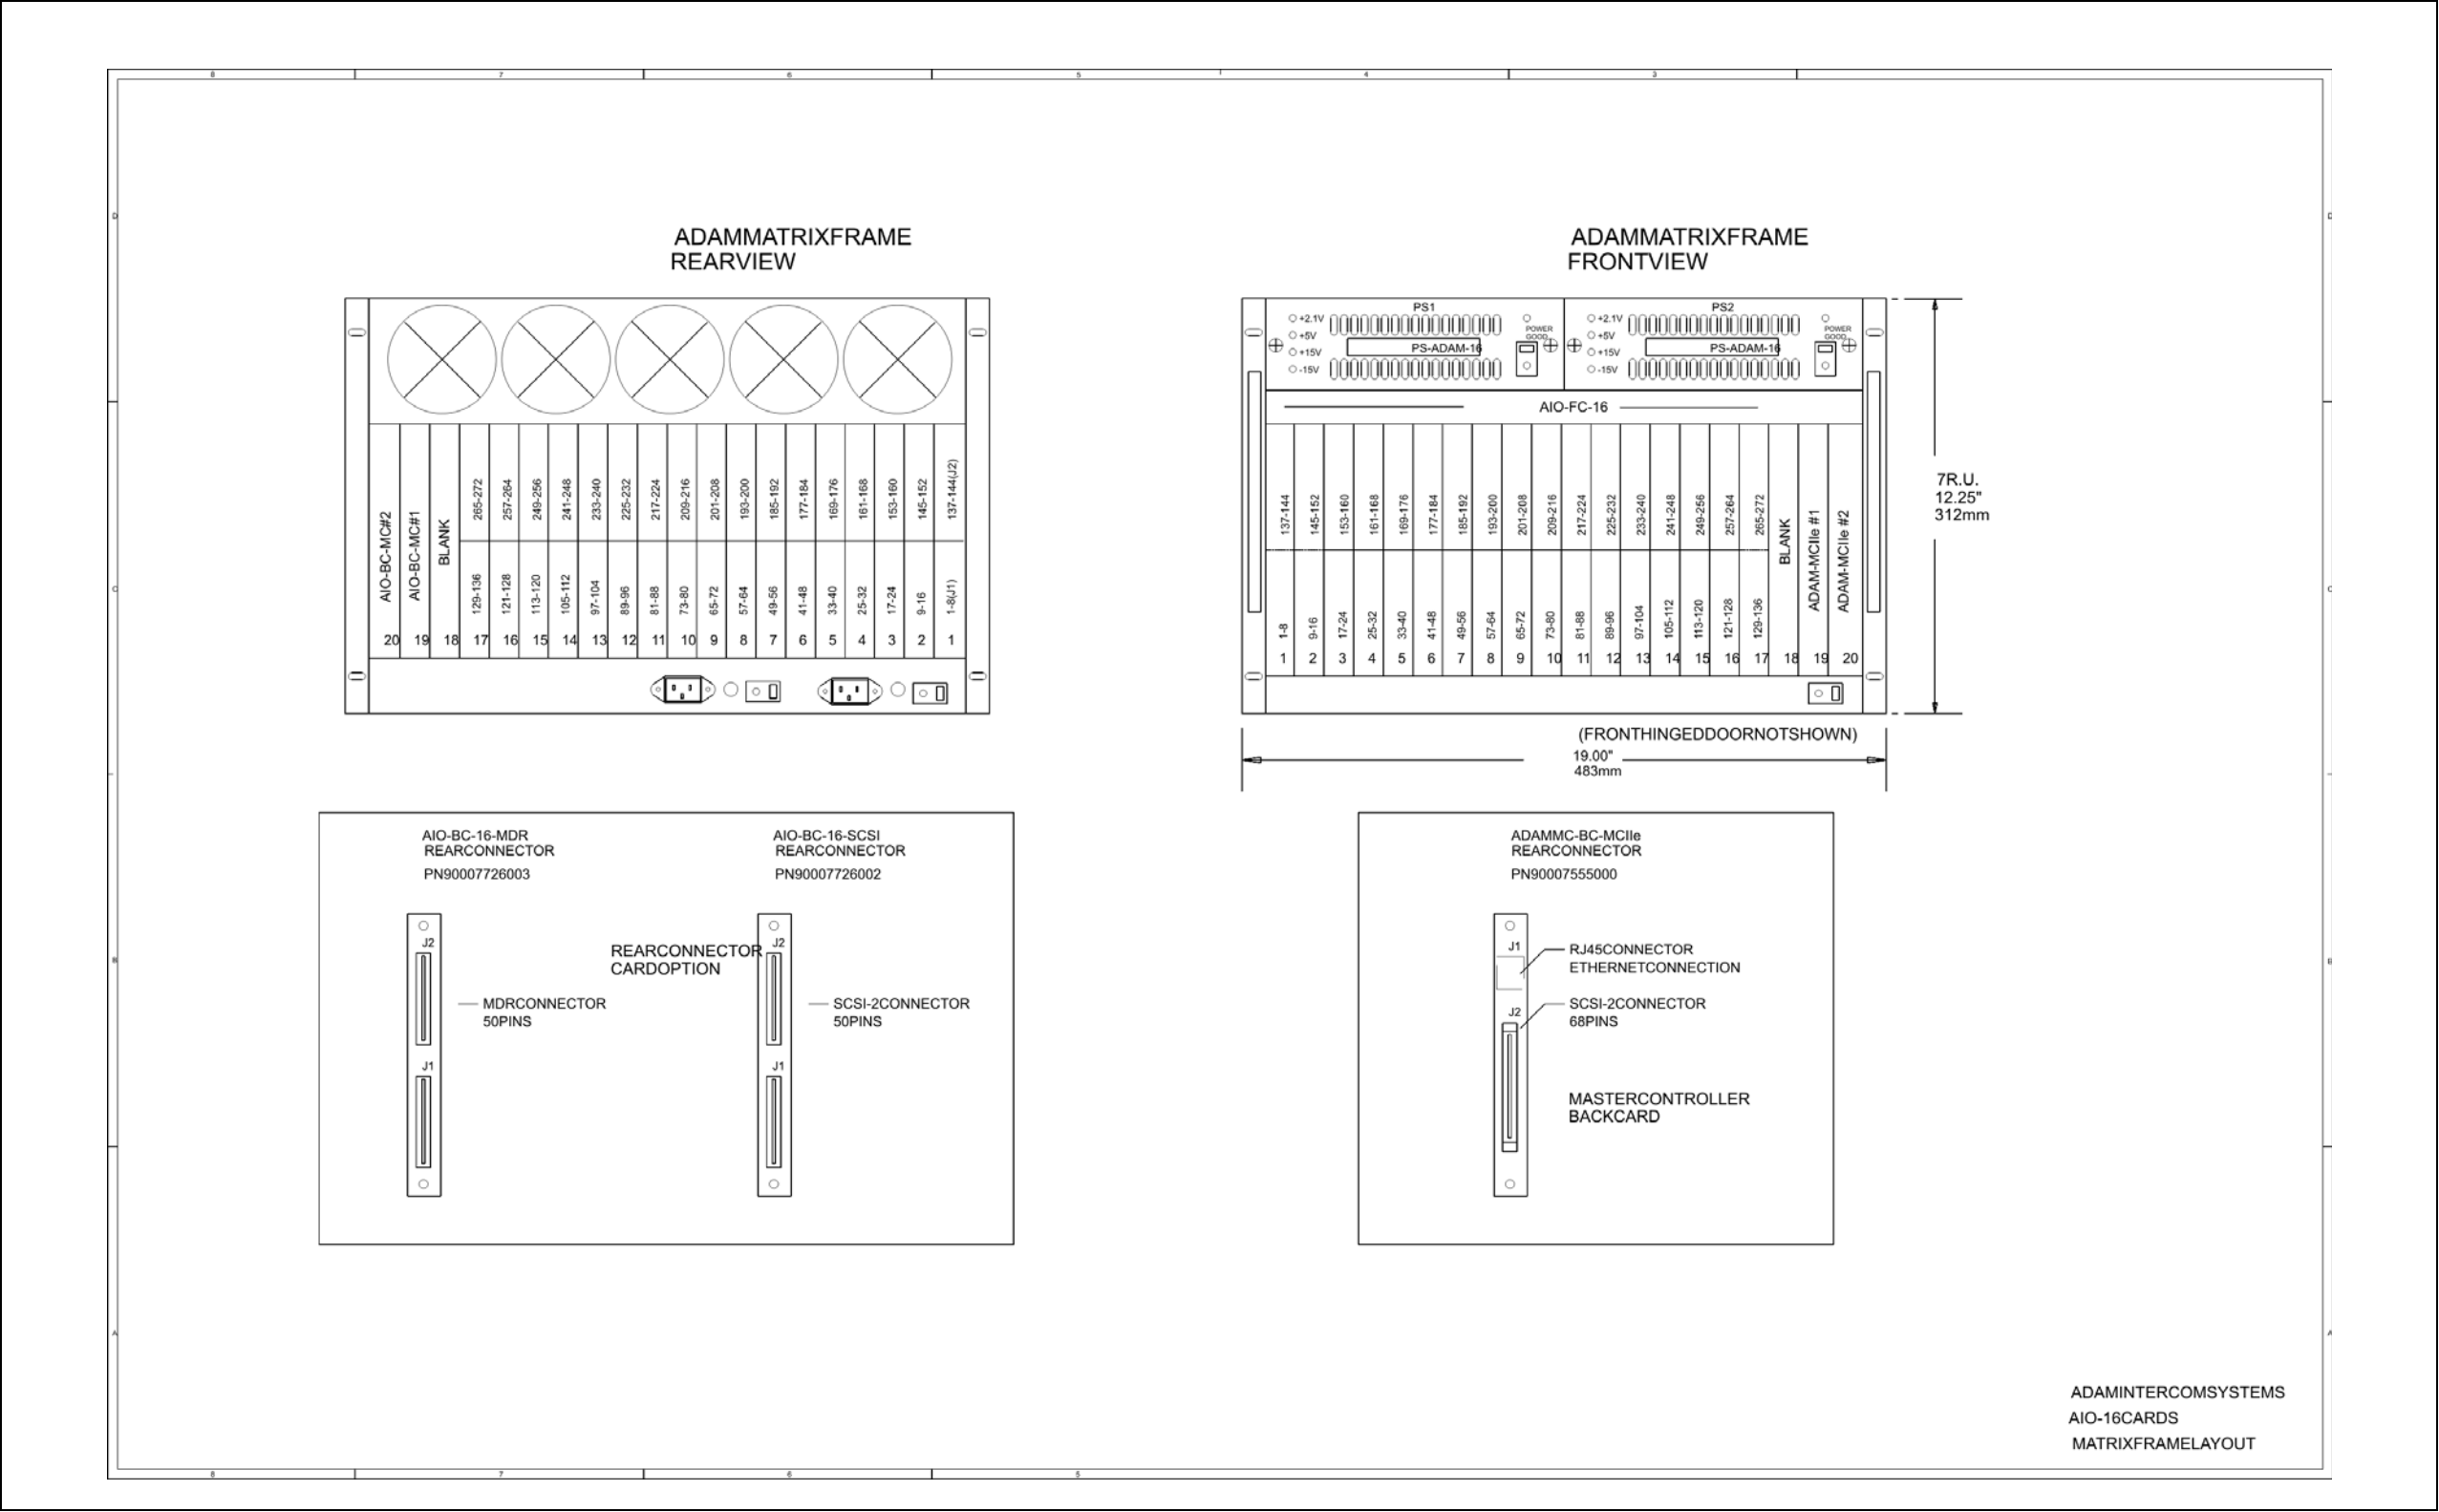 8 7 6 5 4 3
D
ADAMMATRIXFRAME
REARVIEW
ADAMMATRIXFRAME
FRONTVIEW
AIO-BC-MC#2
AIO-BC-MC#1
BLANK
265-272
257-264
249-256
241-248
233-240
225-232
217-224
209-216
201-208
193-200
185-192
177-184
169-176
161-168
153-160
145-152
137-144(J2)
129-136
121-128
113-120
105-112
97-104
89-96
81-88
73-80
65-72
57-64
49-56
41-48
33-40
25-32
17-24
9-16
1-8(J1)
20 19 18 17 16 15 14 13 12 11 10 9 8 7 6 5 4 3 2 1
PS1
+2.1V
+5V
+15V
-15V
PS-ADAM-16
POWER
GOOD
PS2
+2.1V
+5V
+15V
-15V
PS-ADAM-16
POWER
GOOD
AIO-FC-16
137-144
145-152
153-160
161-168
169-176
177-184
185-192
193-200
201-208
209-216
217-224
225-232
233-240
241-248
249-256
257-264
265-272
BLANK
ADAM-MCIIe #1
ADAM-MCIIe #2
1-8
9-16
17-24
25-32
33-40
41-48
49-56
57-64
65-72
73-80
81-88
89-96
97-104
105-112
113-120
121-128
129-136
1 2 3 4 5 6 7 8 9 10 11 12 13 14 15 16 17 18 19 20
7R.U.
12.25"
312mm
C
(FRONTHINGEDDOORNOTSHOWN)
19.00"
483mm
AIO-BC-16-MDR
REARCONNECTOR
PN90007726003
J2
MDRCONNECTOR
50PINS
J1
REARCONNECTOR
CARDOPTION
AIO-BC-16-SCSI
REARCONNECTOR
PN90007726002
J2
SCSI-2CONNECTOR
50PINS
J1
ADAMMC-BC-MCIIe
REARCONNECTOR
PN90007555000
J1
RJ45CONNECTOR
ETHERNETCONNECTION
J2
SCSI-2CONNECTOR
68PINS
MASTERCONTROLLER
BACKCARD
B
A
ADAMINTERCOMSYSTEMS
AIO-16CARDS
MATRIXFRAMELAYOUT
8 7 6 5